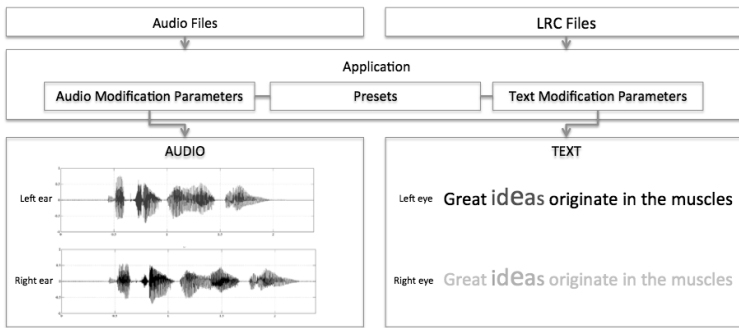 Audio Files
LRC Files
Application
Audio Modification Parameters
Presets
Text Modification Parameters
AUDIO
Left ear
Right ear
TEXT
Left eye Great ideas originate in the muscles
Right eye Great ideas originate in the muscles